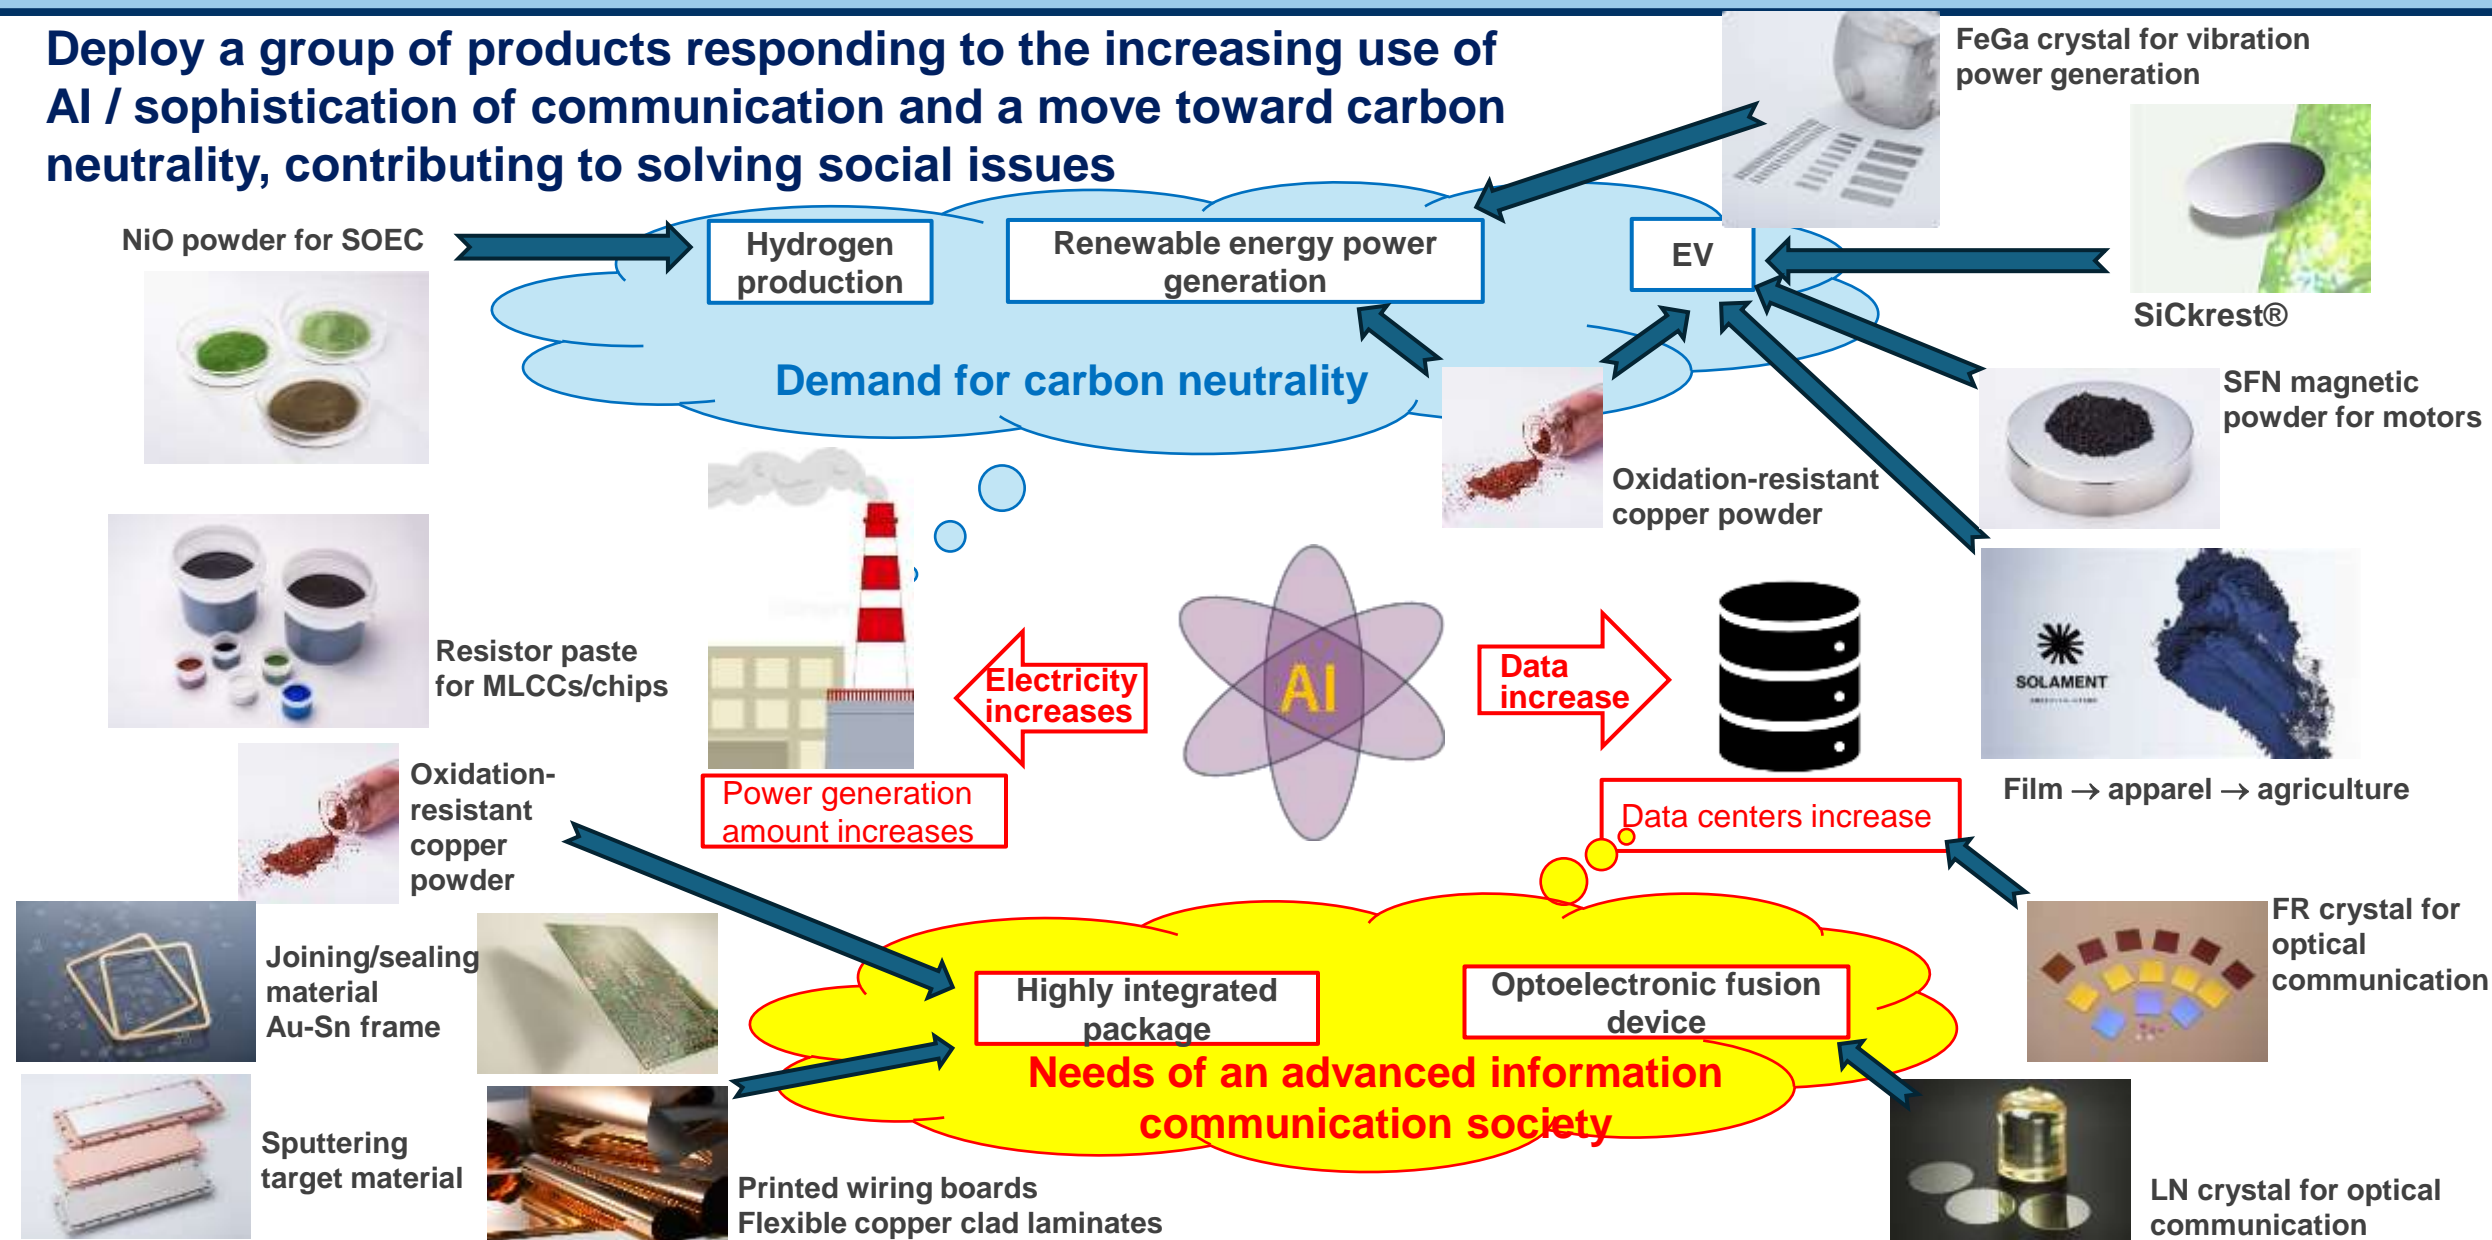 Deploy a group of products responding to the increasing use of
AI / sophistication of communication and a move toward carbon
neutrality, contributing to solving social issues
FeGa crystal for vibration
power generation
NiO powder for SOEC
Hydrogen
production
Renewable energy power
generation
EV
SiCkrest®
Demand for carbon neutrality
SFN magnetic
powder for motors
Oxidation-resistant
copper powder
Resistor paste
for MLCCs/chips
Electricity
increases
AI
Data
increase
SOLAMENT
Film → apparel → agriculture
Power generation
amount increases
Data centers increase
Oxidation-
resistant
copper
powder
FR crystal for
optical
communication
Joining/sealing
material
Au-Sn frame
Highly integrated
package
Optoelectronic fusion
device
Needs of an advanced information
communication society
Sputtering
target material
Printed wiring boards
Flexible copper clad laminates
LN crystal for optical
communication